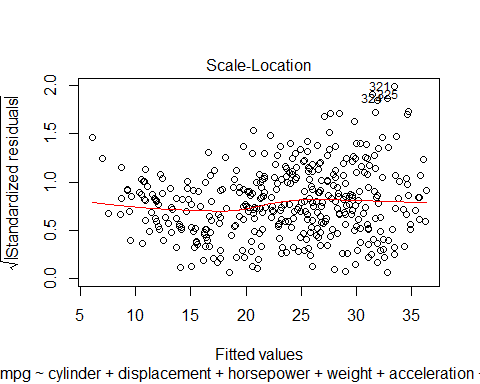 Scale-Location
√|Standardized residuals|
2.0
1.5
1.0
0.5
0.0
321
325
5 10 15 20 25 30 35
Fitted values
mpg ~ cylinder + displacement + horsepower + weight + acceleration +